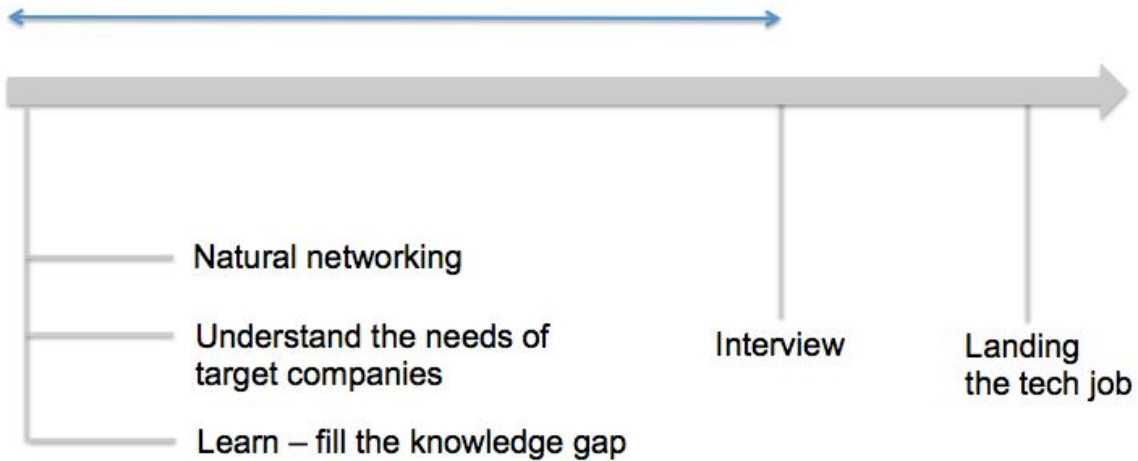 Natural networking
Understand the needs of
target companies
Learn – fill the knowledge gap
Interview
Landing
the tech job